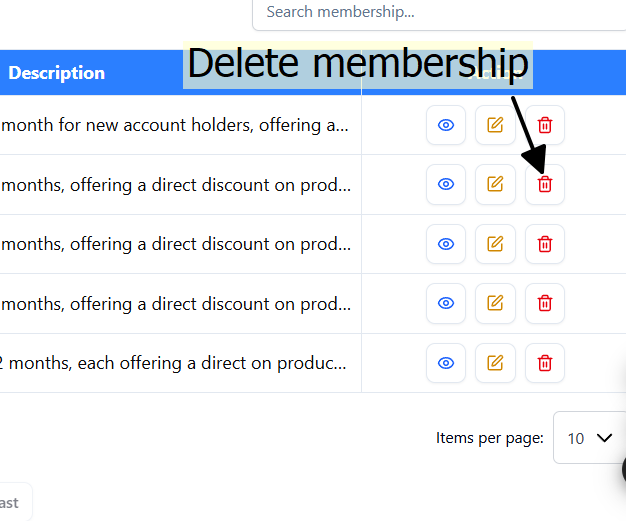 Search membership...
Description
Delete membership
month for new account holders, offering a...
months, offering a direct discount on prod...
months, offering a direct discount on prod...
months, offering a direct discount on prod...
2 months, each offering a direct on produc...
Items per page: 10
ast